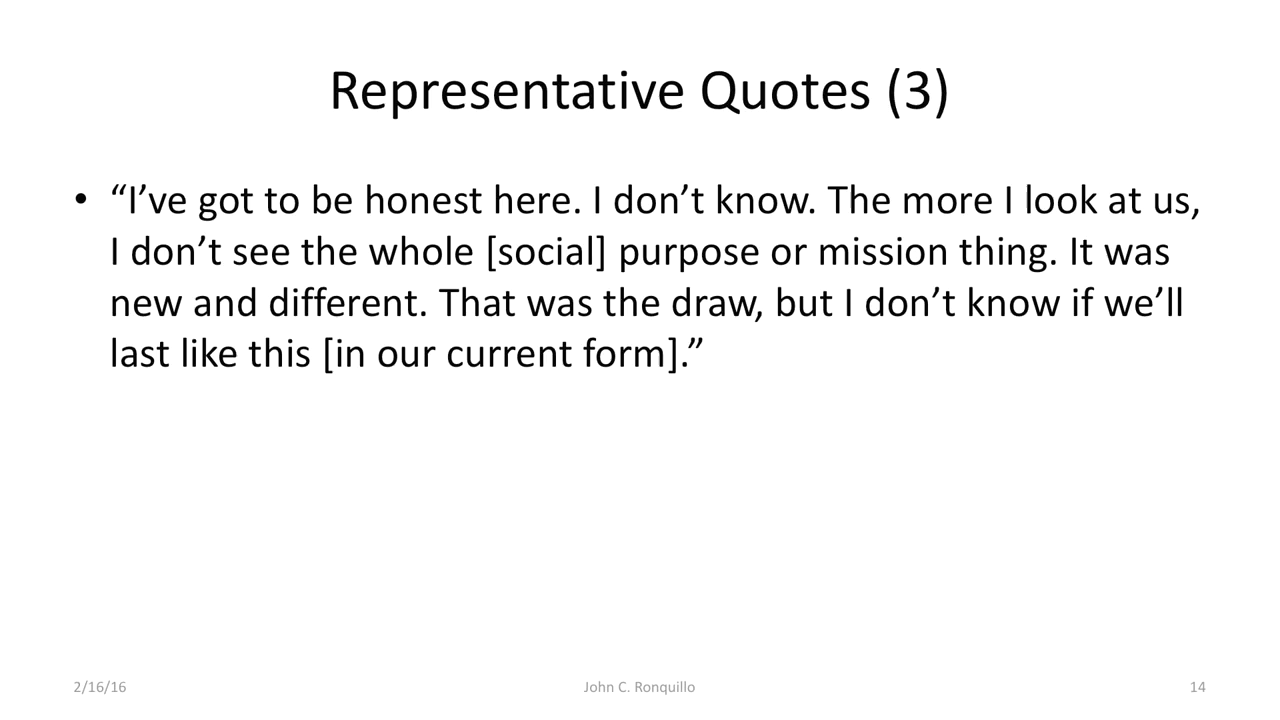 Representative Quotes (3)
• “I’ve got to be honest here. I don’t know. The more I look at us,
I don’t see the whole [social] purpose or mission thing. It was
new and different. That was the draw, but I don’t know if we’ll
last like this [in our current form].”
2/16/16
John C. Ronquillo
14